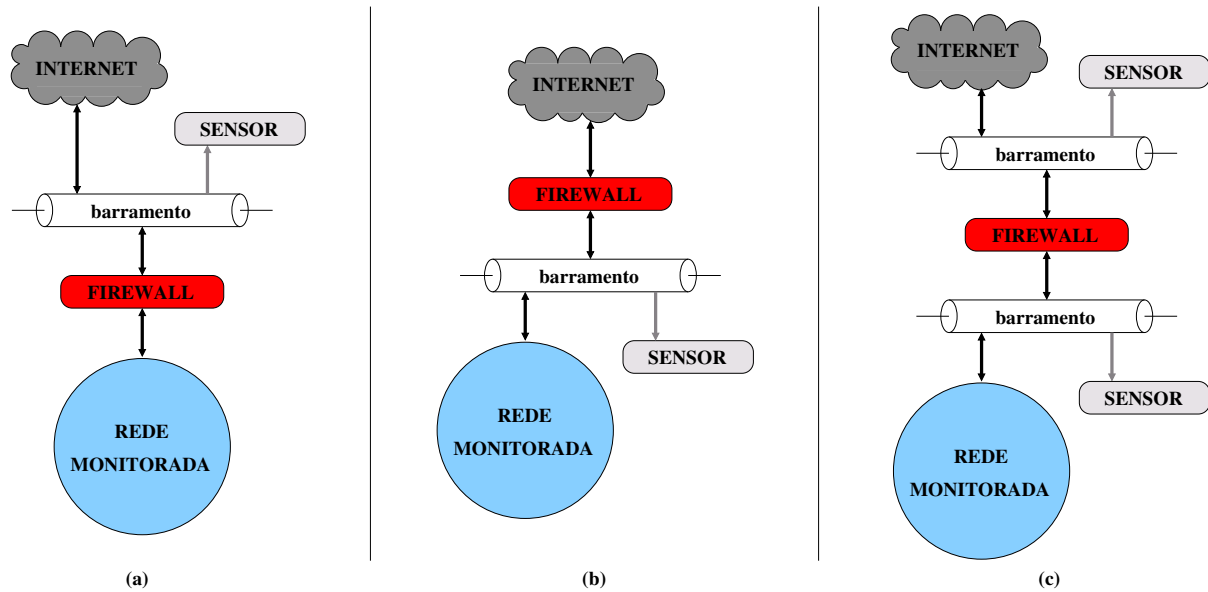 INTERNET
SENSOR
barramento
FIREWALL
REDE
MONITORADA
(a)
INTERNET
FIREWALL
barramento
SENSOR
REDE
MONITORADA
(b)
INTERNET
SENSOR
barramento
FIREWALL
barramento
SENSOR
REDE
MONITORADA
(c)